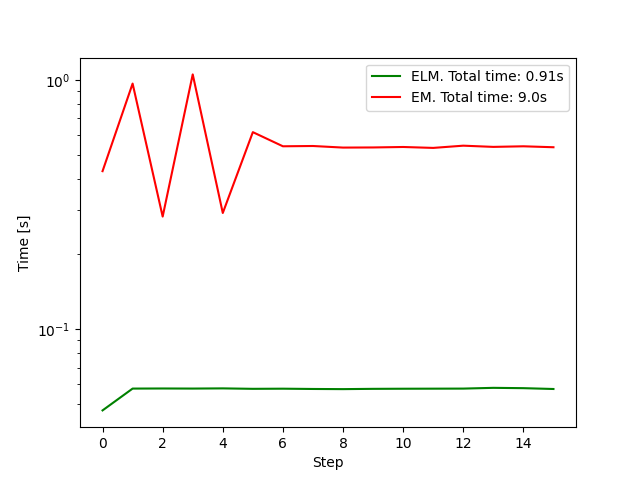 ELM. Total time: 0.91s
EM. Total time: 9.0s
10⁰
10⁻¹
Time [s]
0 2 4 6 8 10 12 14
Step